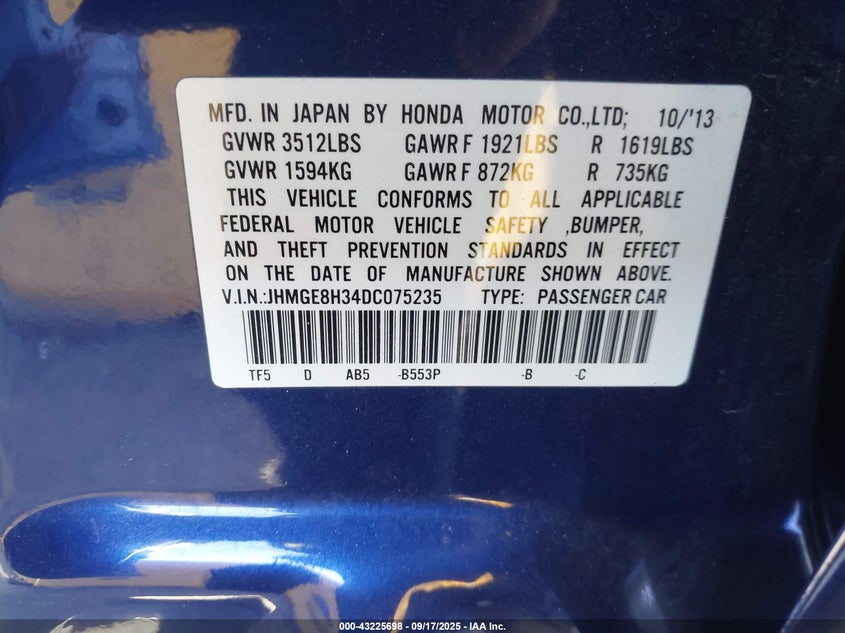 MFD. IN JAPAN BY HONDA MOTOR CO.,LTD; 10/'13
GVWR 3512LBS GAWR F 1921LBS R 1619LBS
GVWR 1594KG GAWR F 872KG R 735KG
THIS VEHICLE CONFORMS TO ALL APPLICABLE
FEDERAL MOTOR VEHICLE SAFETY ,BUMPER,
AND THEFT PREVENTION STANDARDS IN EFFECT
ON THE DATE OF MANUFACTURE SHOWN ABOVE.
V.I.N.:JHMGE8H34DC075235 TYPE: PASSENGER CAR
TF5 D AB5 -B553P -B -C
000-43225698 - 09/17/2025 - IAA Inc.